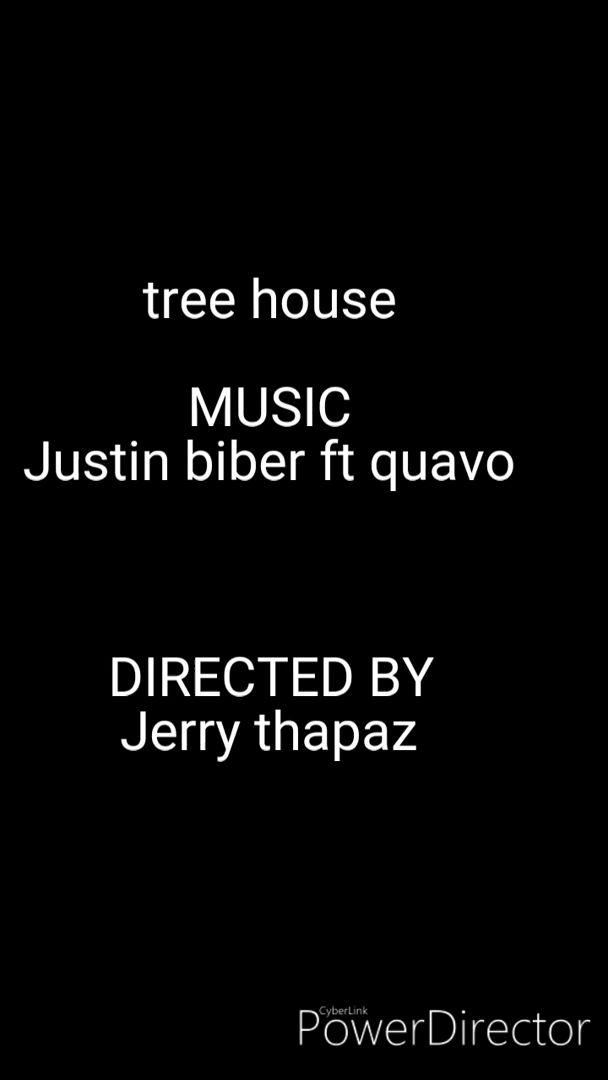 tree house
MUSIC
Justin biber ft quavo
DIRECTED BY
Jerry thapaz
CyberLink
PowerDirector